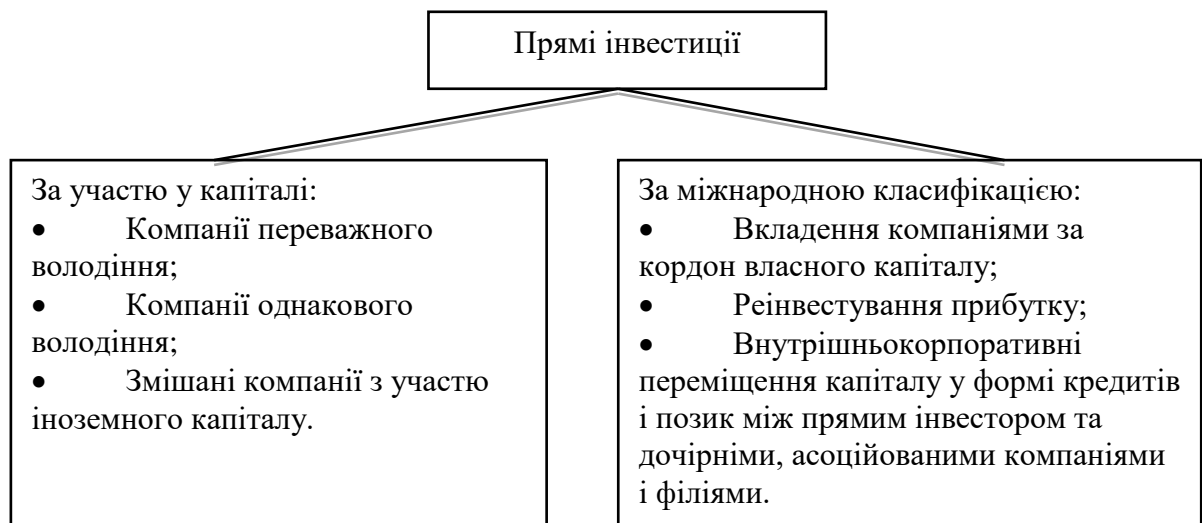 Прямі інвестиції
За участю у капіталі:
• Компанії переважного
володіння;
• Компанії однакового
володіння;
• Змішані компанії з участю
іноземного капіталу.
За міжнародною класифікацією:
• Вкладення компаніями за
кордон власного капіталу;
• Реінвестування прибутку;
• Внутрішньокорпоративні
переміщення капіталу у формі кредитів
і позик між прямим інвестором та
дочірніми, асоційованими компаніями
і філіями.